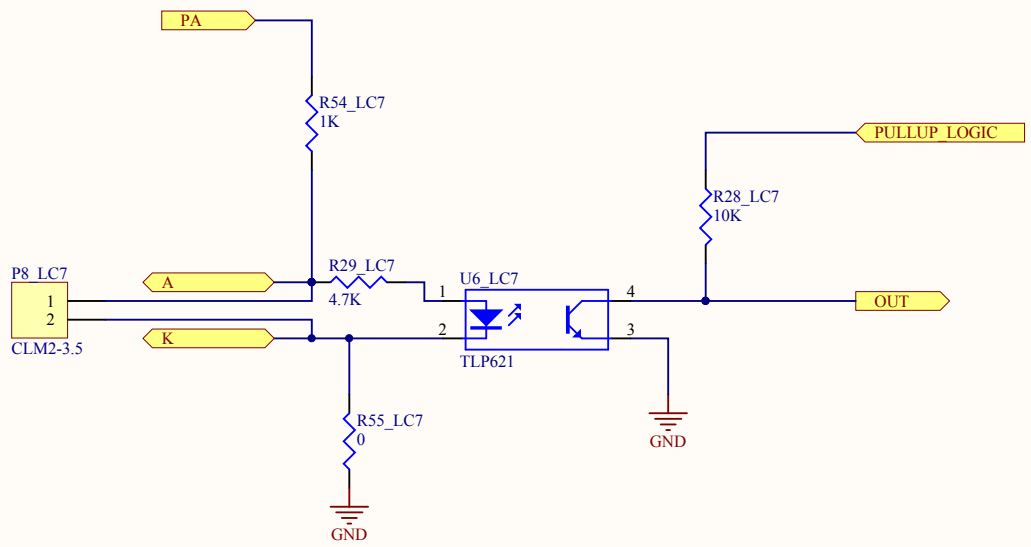 PA
R54_LC7
1K
PULLUP_LOGIC
R28_LC7
10K
P8_LC7
1
2
CLM2-3.5
A
K
R29_LC7
4.7K
U6_LC7
1
2
4
3
TLP621
OUT
R55_LC7
0
GND
GND